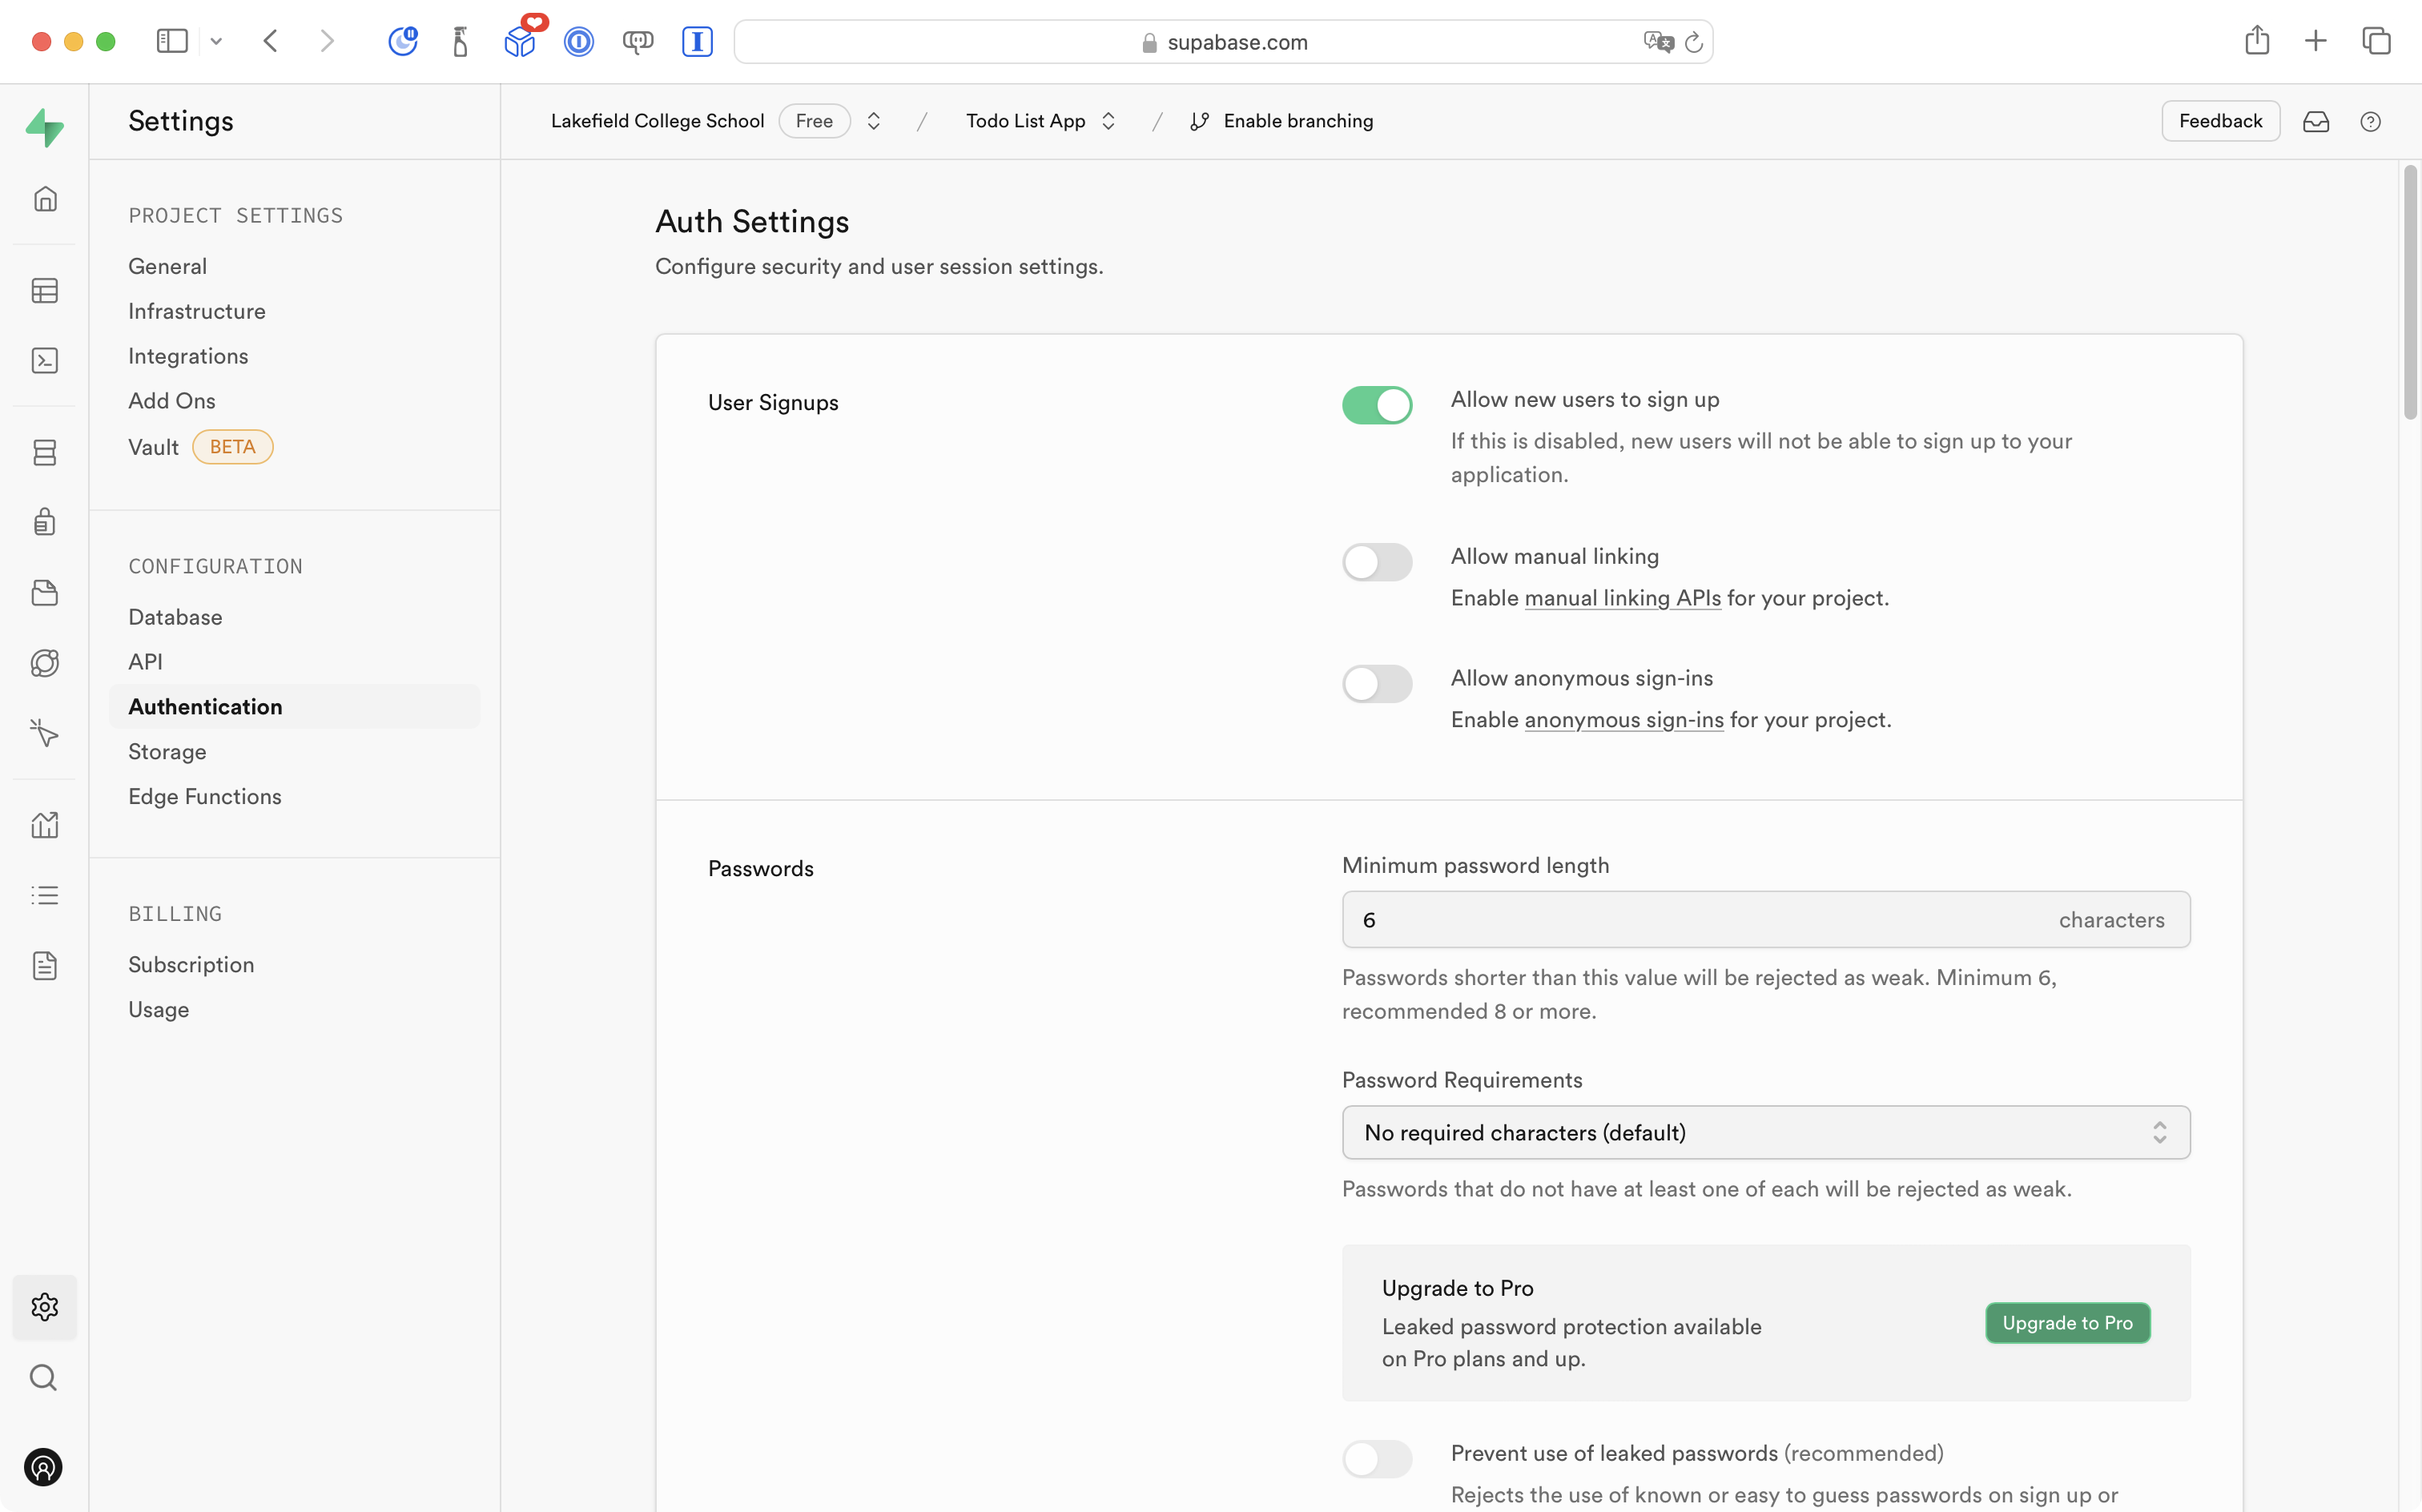 supabase.com
Settings
Lakefield College School Free / Todo List App / Enable branching
Feedback
PROJECT SETTINGS
General
Infrastructure
Integrations
Add Ons
Vault BETA
CONFIGURATION
Database
API
Authentication
Storage
Edge Functions
BILLING
Subscription
Usage
Auth Settings
Configure security and user session settings.
User Signups
Allow new users to sign up
If this is disabled, new users will not be able to sign up to your
application.
Allow manual linking
Enable manual linking APIs for your project.
Allow anonymous sign-ins
Enable anonymous sign-ins for your project.
Passwords
Minimum password length
6 characters
Passwords shorter than this value will be rejected as weak. Minimum 6,
recommended 8 or more.
Password Requirements
No required characters (default)
Passwords that do not have at least one of each will be rejected as weak.
Upgrade to Pro
Leaked password protection available
on Pro plans and up.
Upgrade to Pro
Prevent use of leaked passwords (recommended)
Rejects the use of known or easy to guess passwords on sign up or